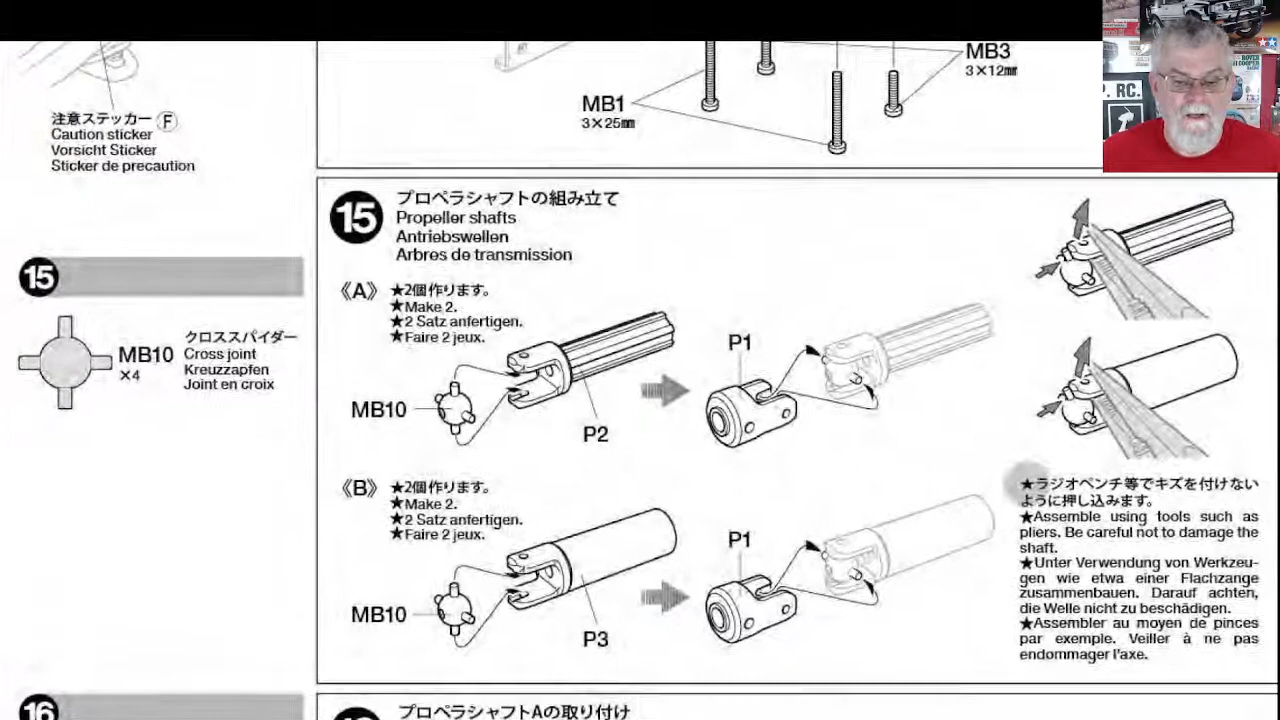 MB3
3×12㎜
MB1
3×25㎜
注意ステッカー Ⓕ
Caution sticker
Vorsicht Sticker
Sticker de precaution
P. RC.
15
プロペラシャフトの組み立て
Propeller shafts
Antriebswellen
Arbres de transmission
15
MB10
×4
クロススパイダー
Cross joint
Kreuzzapfen
Joint en croix
《A》
★2個作ります。
★Make 2.
★2 Satz anfertigen.
★Faire 2 jeux.
MB10
P2
P1
《B》
★2個作ります。
★Make 2.
★2 Satz anfertigen.
★Faire 2 jeux.
MB10
P3
P1
★ラジオペンチ等でキズを付けない
ように押し込みます。
★Assemble using tools such as
pliers. Be careful not to damage the
shaft.
★Unter Verwendung von Werkzeu-
gen wie etwa einer Flachzange
zusammenbauen. Darauf achten,
die Welle nicht zu beschädigen.
★Assembler au moyen de pinces
par exemple. Veiller à ne pas
endommager l'axe.
16
プロペラシャフトAの取り付け